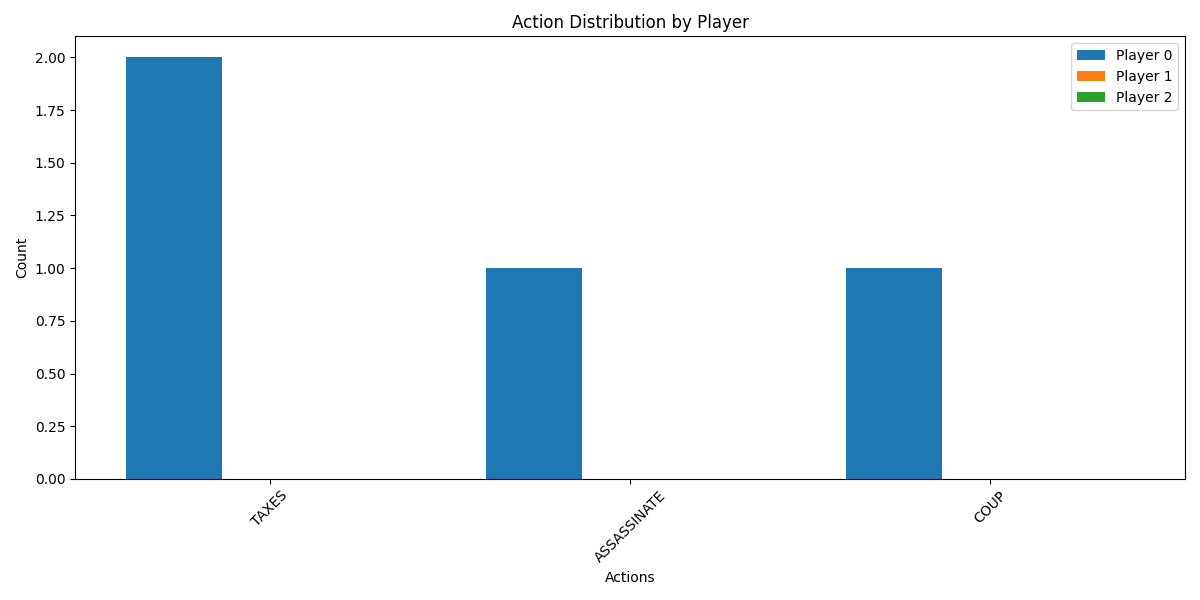 Action Distribution by Player
Player 0
Player 1
Player 2
2.00
1.75
1.50
1.25
1.00
0.75
0.50
0.25
0.00
Count
TAXES
ASSASSINATE
COUP
Actions